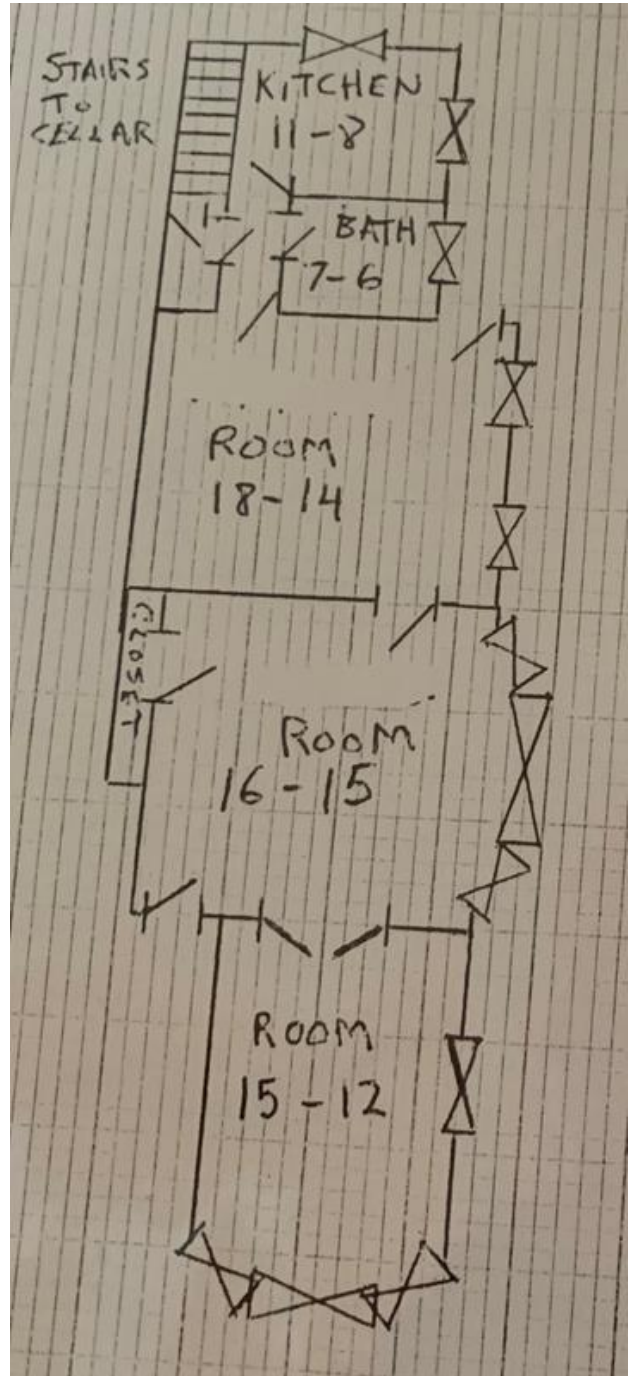 STAIRS
TO
CELLAR
KITCHEN
11-8
BATH
7-6
ROOM
18-14
CLOSET
ROOM
16-15
ROOM
15-12